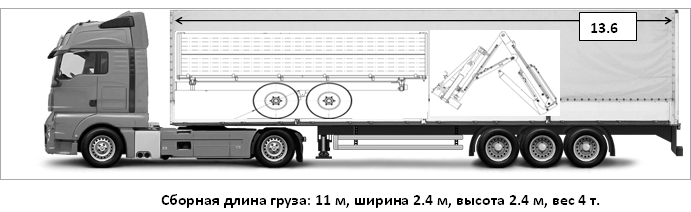 13.6
Сборная длина груза: 11 м, ширина 2.4 м, высота 2.4 м, вес 4 т.